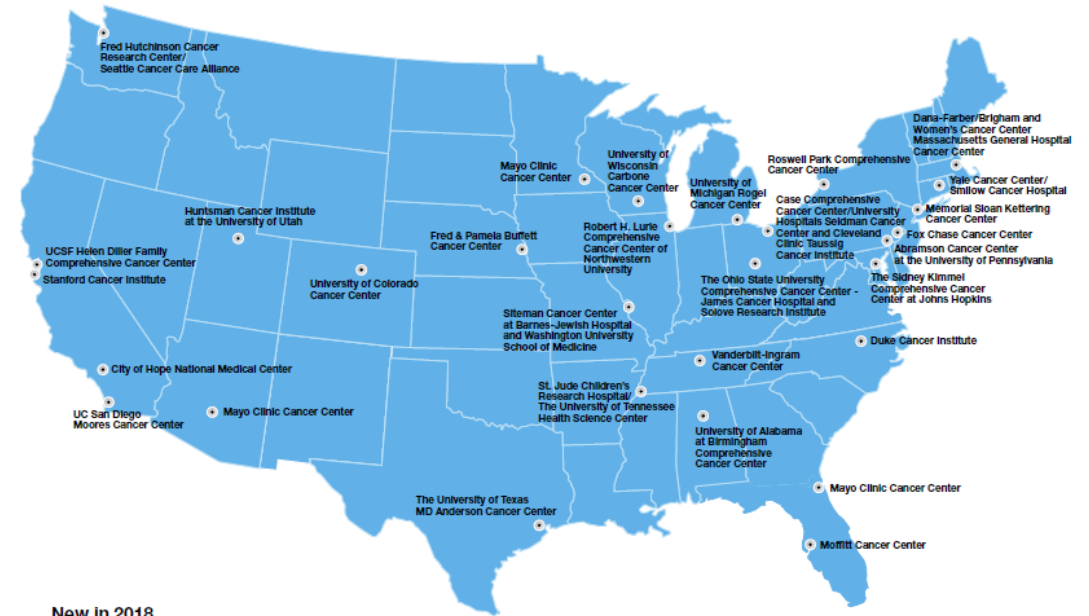 Fred Hutchinson Cancer
Research Center/
Seattle Cancer Care Alliance
Dana-Farber/Brigham and
Women's Cancer Center
Massachusetts General Hospital
Cancer Center
Mayo Clinic
Cancer Center
University of
Wisconsin
Carbone
Cancer Center
Roswell Park Comprehensive
Cancer Center
University of
Michigan Rogel
Cancer Center
Yale Cancer Center/
Smilow Cancer Hospital
Case Comprehensive
Cancer Center/University
Hospitals Seidman Cancer
Center and Cleveland
Clinic Taussig
Cancer Institute
Memorial Sloan Kettering
Cancer Center
Huntsman Cancer Institute
at the University of Utah
Fred & Pamela Buffett
Cancer Center
Robert H. Lurie
Comprehensive
Cancer Center of
Northwestern
University
Fox Chase Cancer Center
Abramson Cancer Center
at the University of Pennsylvania
UCSF Helen Diller Family
Comprehensive Cancer Center
Stanford Cancer Institute
University of Colorado
Cancer Center
The Ohio State University
Comprehensive Cancer Center -
James Cancer Hospital and
Solove Research Institute
The Sidney Kimmel
Comprehensive Cancer
Center at Johns Hopkins
Siteman Cancer Center
at Barnes-Jewish Hospital
and Washington University
School of Medicine
Duke Cancer Institute
Vanderbilt-Ingram
Cancer Center
City of Hope National Medical Center
St. Jude Children's
Research Hospital/
The University of Tennessee
Health Science Center
UC San Diego
Moores Cancer Center
Mayo Clinic Cancer Center
University of Alabama
at Birmingham
Comprehensive
Cancer Center
Mayo Clinic Cancer Center
The University of Texas
MD Anderson Cancer Center
Moffitt Cancer Center
New in 2018